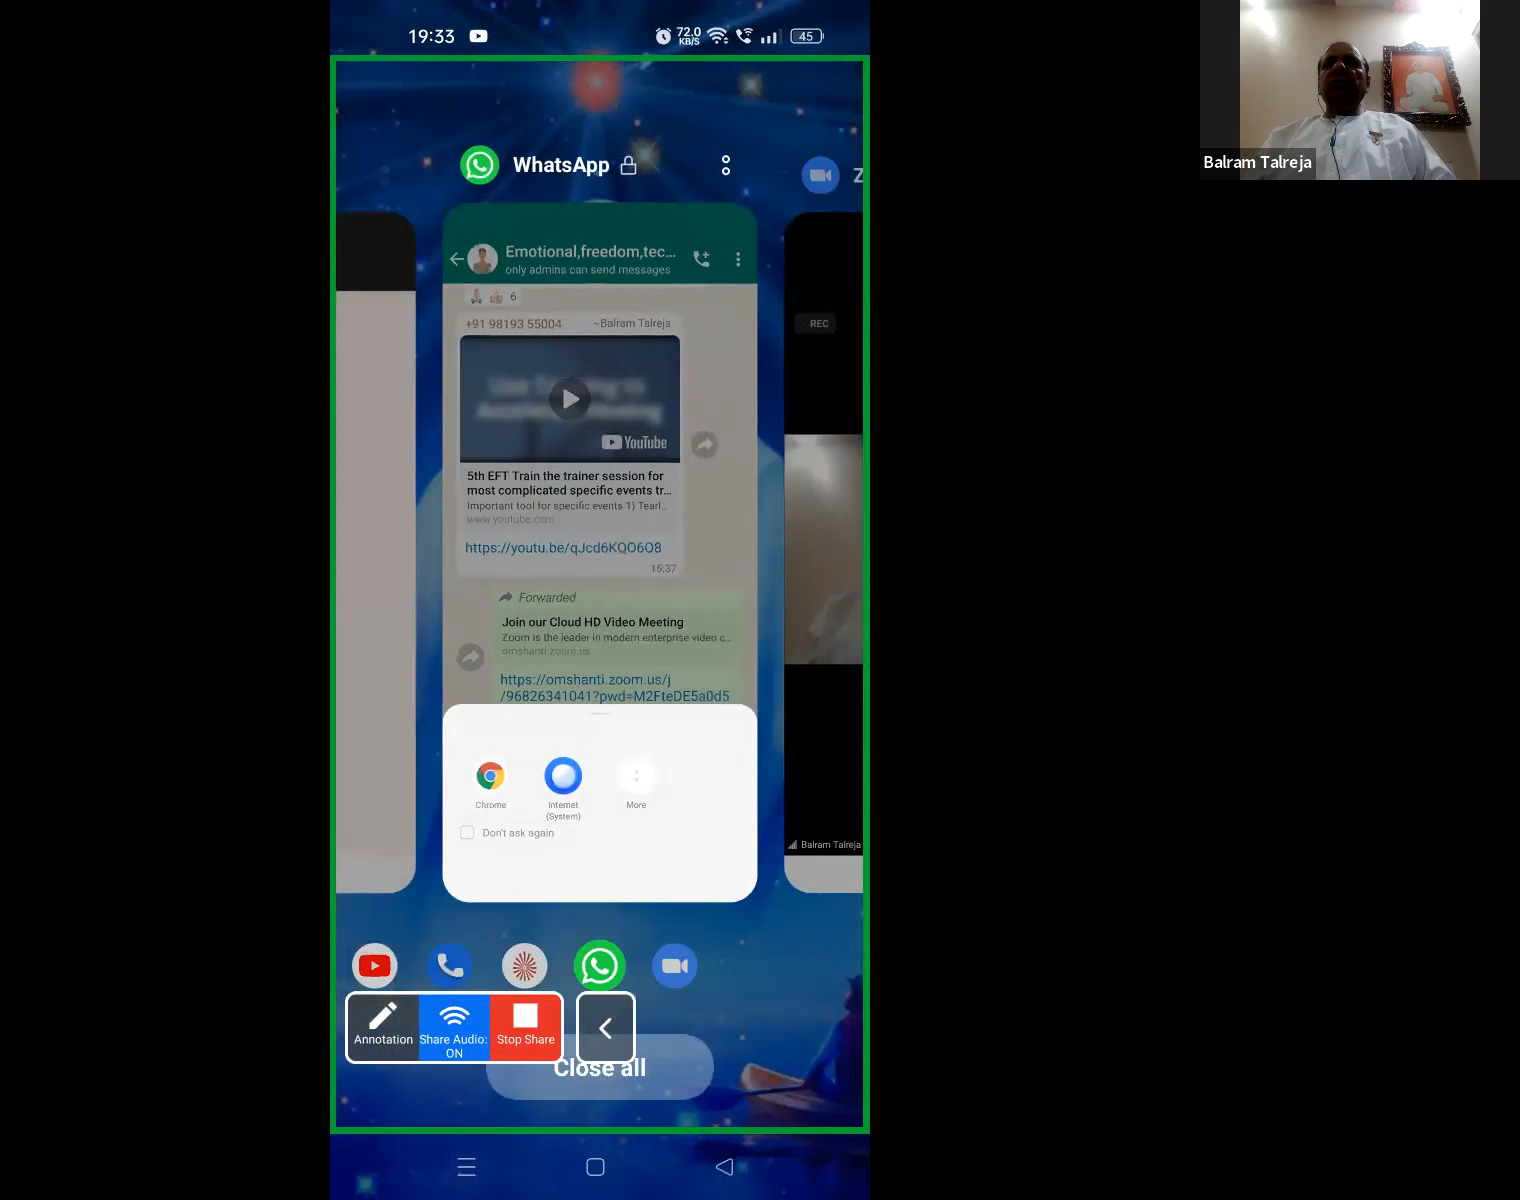 19:33
72.0
KB/S
45
WhatsApp
Z
Emotional,freedom,tec...
only admins can send messages
6
+91 98193 55004
~Balram Talreja
YouTube
5th EFT Train the trainer session for
most complicated specific events tr...
Important tool for specific events 1) Tearl..
www.youtube.com
https://youtu.be/qJcd6KQO6O8
15:37
Forwarded
Join our Cloud HD Video Meeting
Zoom is the leader in modern enterprise video c...
omshanti.zoom.us
https://omshanti.zoom.us/j
/96826341041?pwd=M2FteDE5a0d5
Chrome
Internet
(System)
More
Don't ask again
REC
Balram Talreja
Annotation
Share Audio:
ON
Stop Share
Close all
Balram Talreja